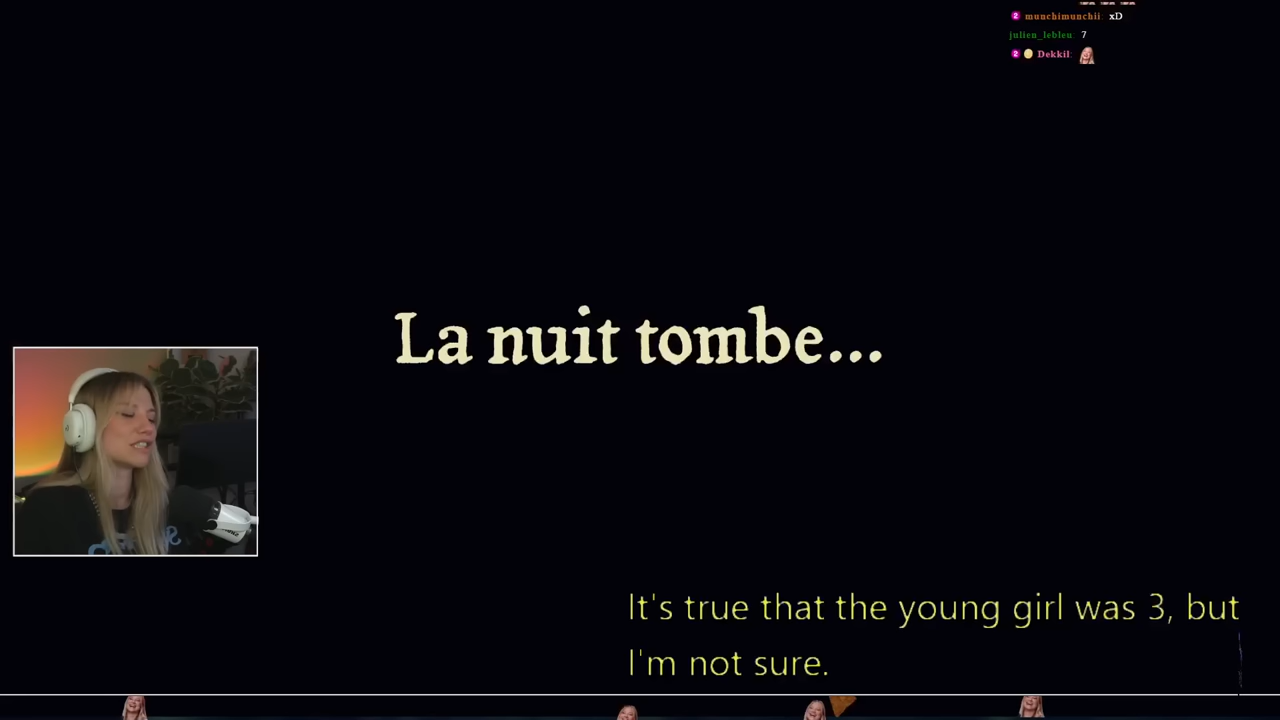 munchimunchii: xD
julien_lebleu: 7
Dekkil:
La nuit tombe...
It's true that the young girl was 3, but
I'm not sure.